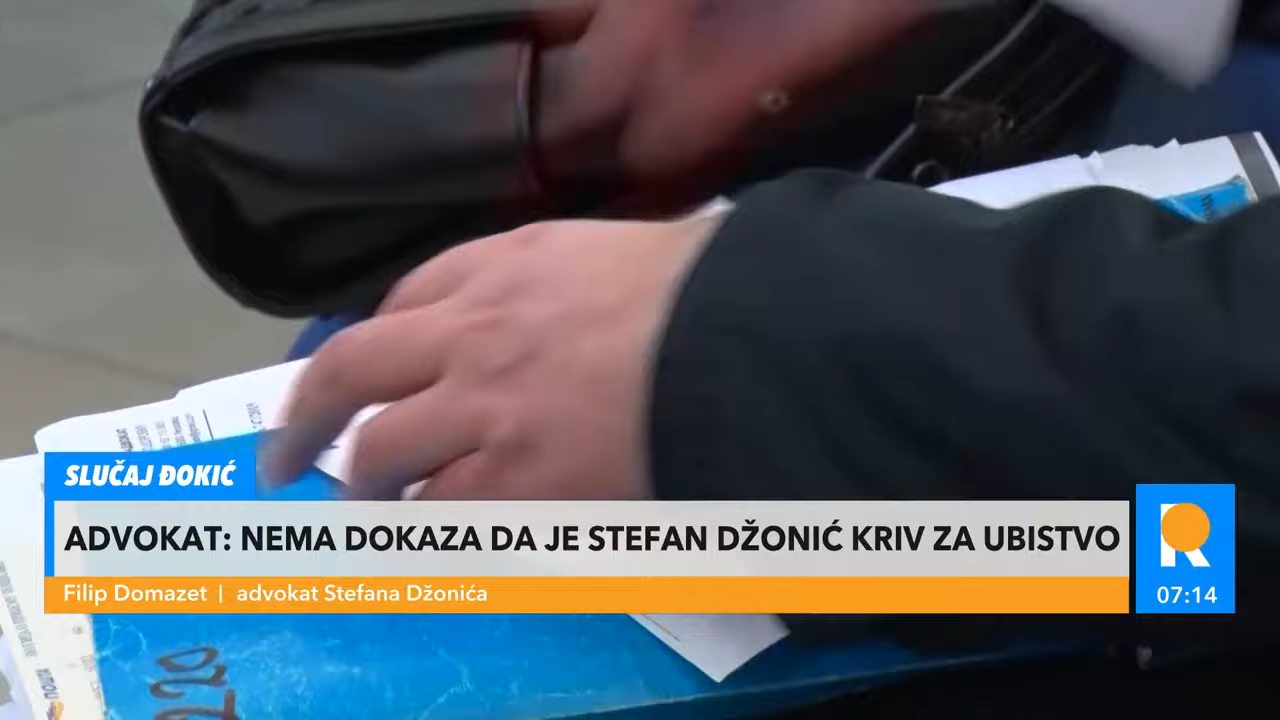 SLUČAJ ĐOKIĆ
ADVOKAT: NEMA DOKAZA DA JE STEFAN DŽONIĆ KRIV ZA UBISTVO
Filip Domazet | advokat Stefana Džonića
R
07:14
220